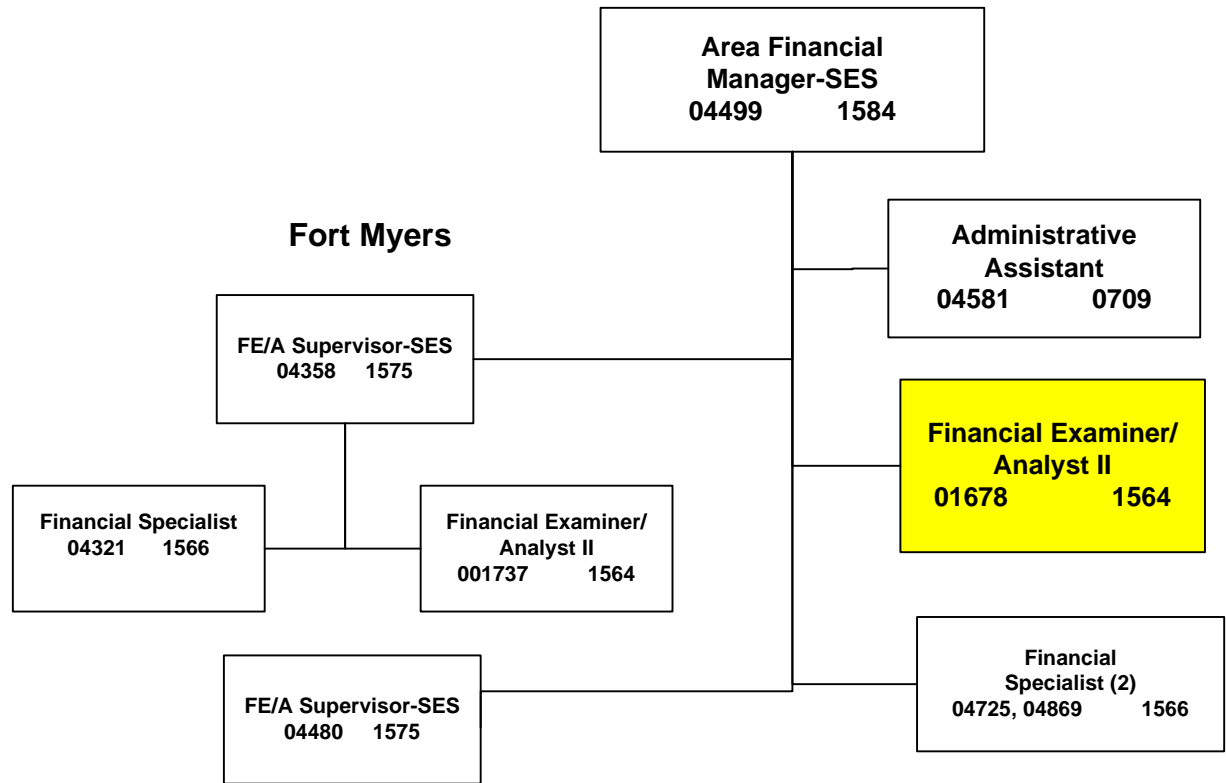 Area Financial
Manager-SES
04499 1584
Fort Myers
Administrative
Assistant
04581 0709
FE/A Supervisor-SES
04358 1575
Financial Examiner/
Analyst II
01678 1564
Financial Specialist
04321 1566
Financial Examiner/
Analyst II
001737 1564
FE/A Supervisor-SES
04480 1575
Financial
Specialist (2)
04725, 04869 1566